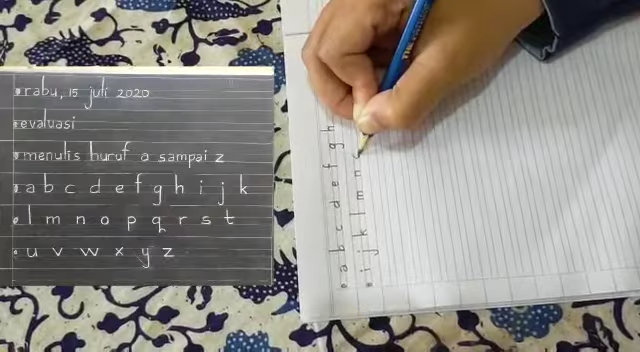 rabu, 15 juli 2020
evaluasi
menulis huruf a sampai z
a b c d e f g h i j k
l m n o p q r s t
u v w x y z
a b c d e f g h
i j k l m n